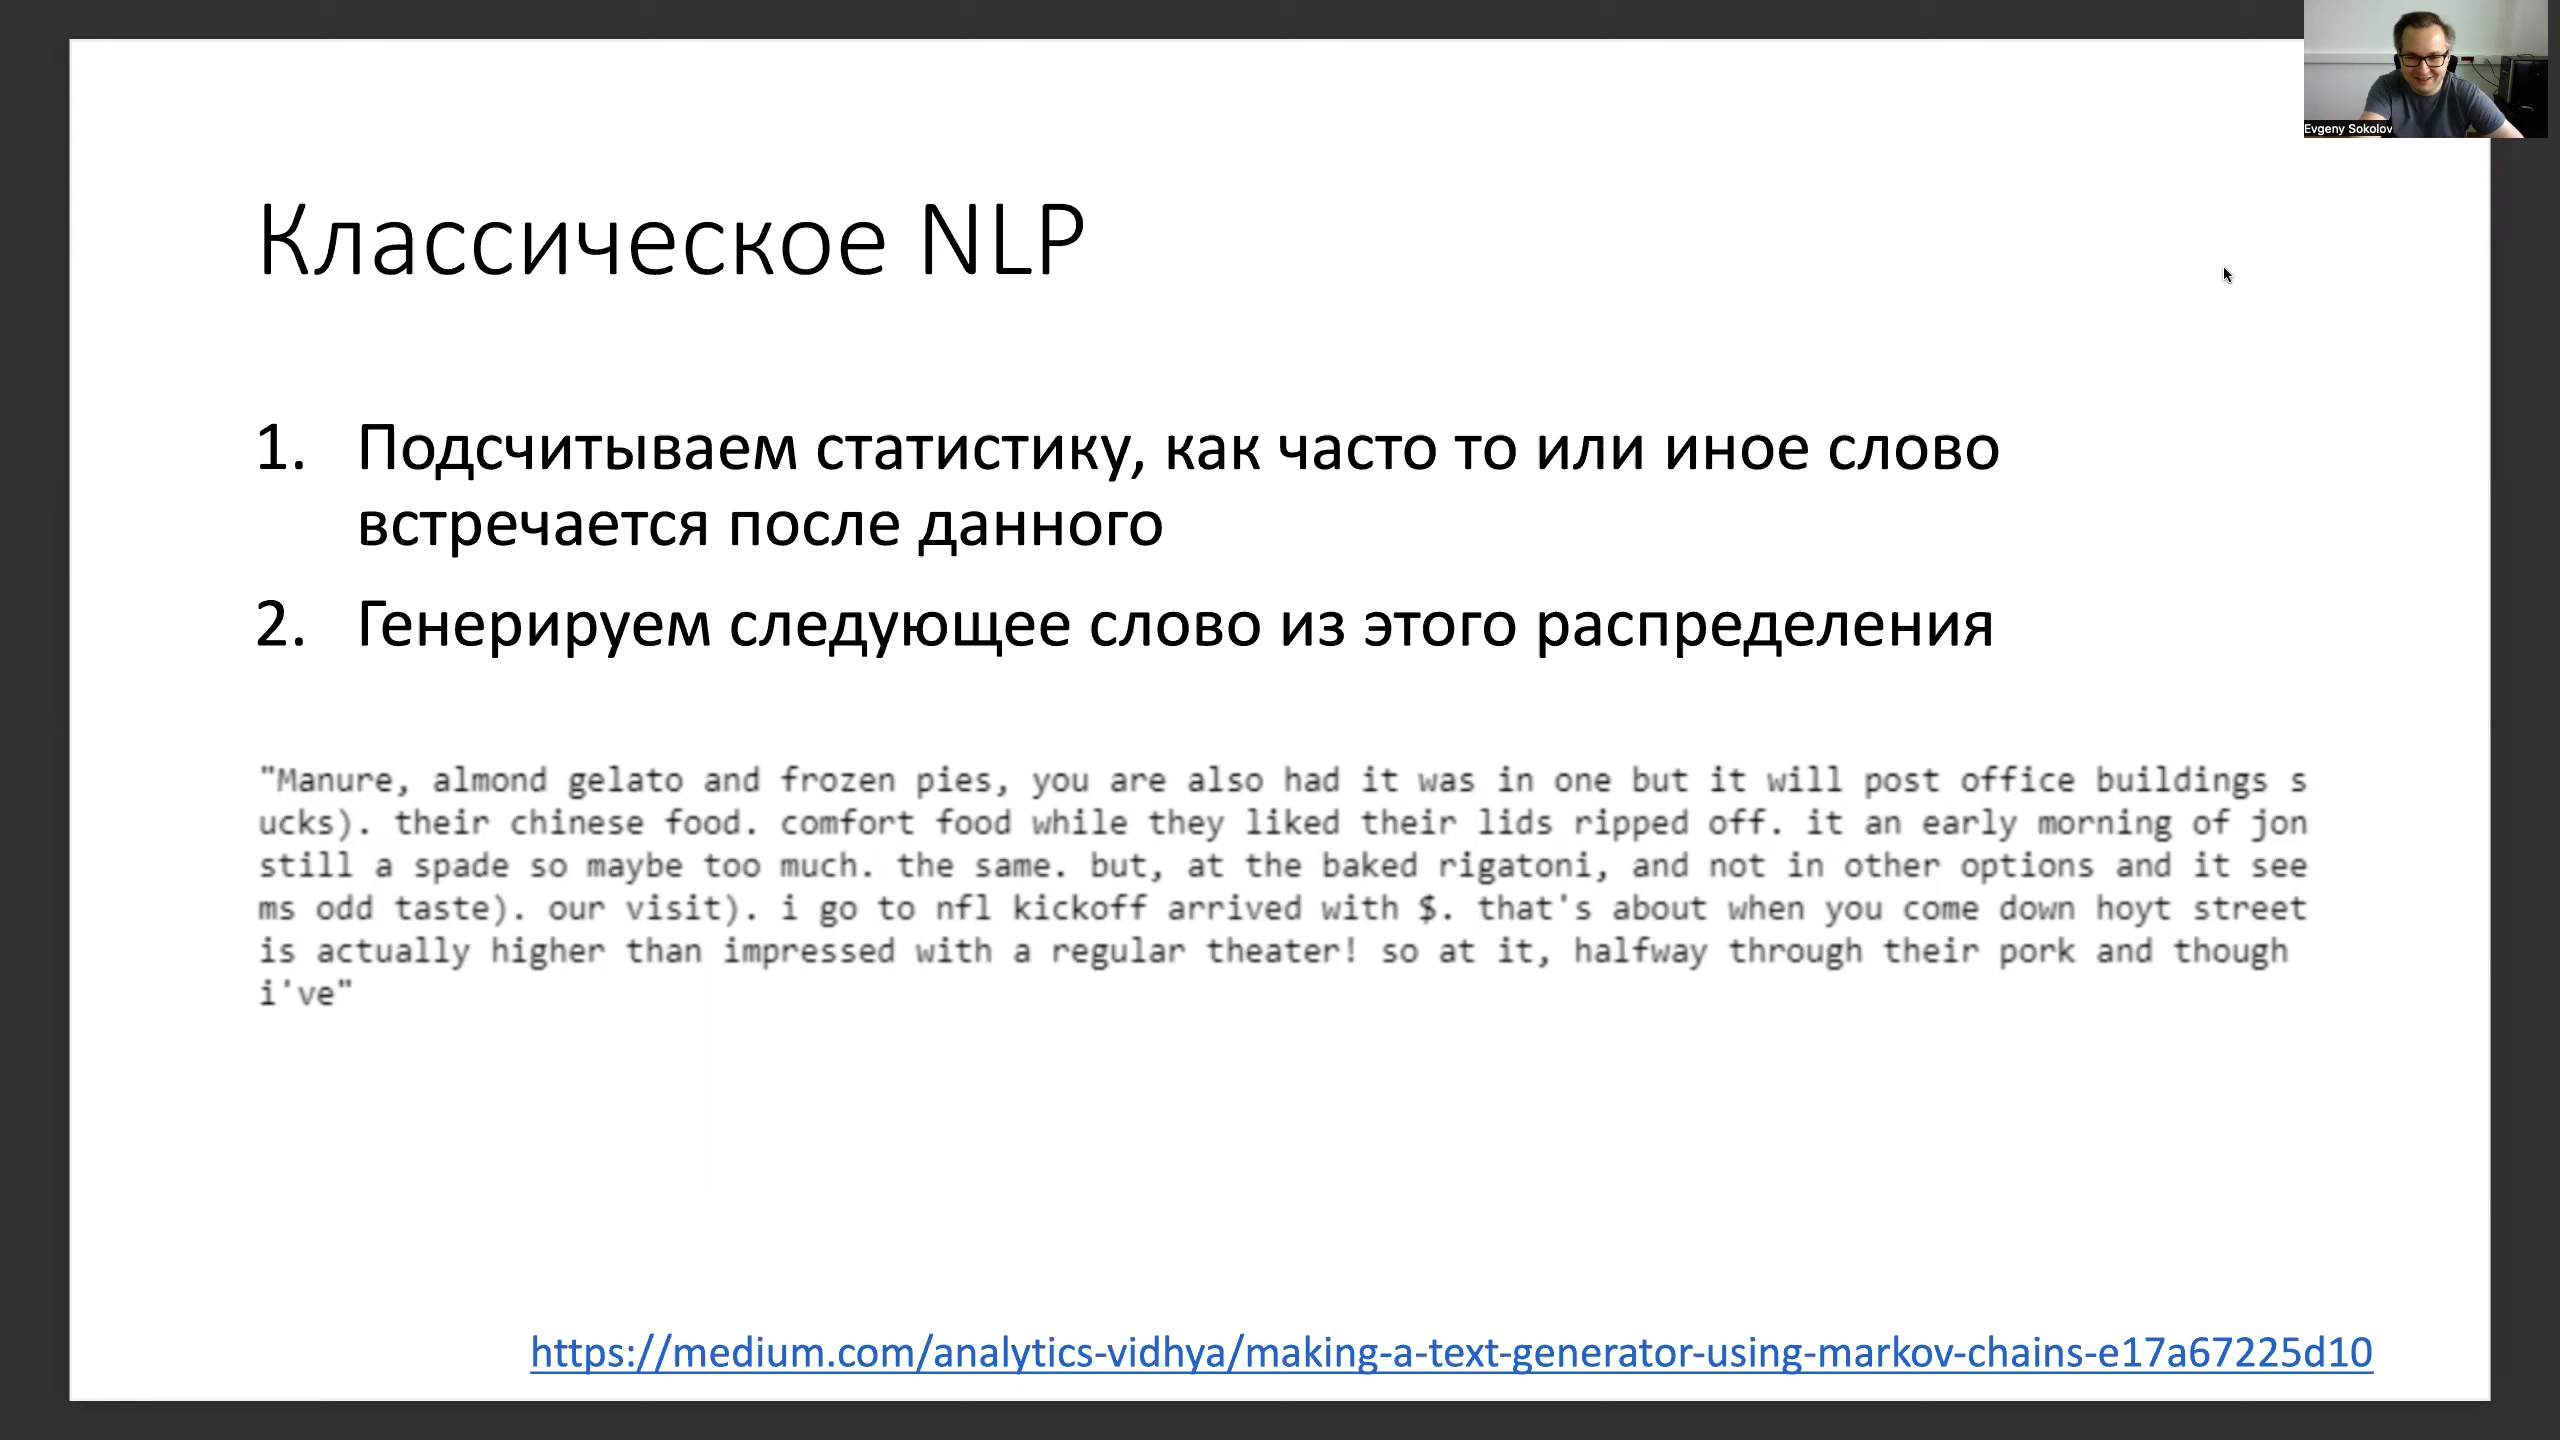 Evgeny Sokolov
Классическое NLP
1. Подсчитываем статистику, как часто то или иное слово
встречается после данного
2. Генерируем следующее слово из этого распределения
"Manure, almond gelato and frozen pies, you are also had it was in one but it will post office buildings s
ucks). their chinese food. comfort food while they liked their lids ripped off. it an early morning of jon
still a spade so maybe too much. the same. but, at the baked rigatoni, and not in other options and it see
ms odd taste). our visit). i go to nfl kickoff arrived with $. that's about when you come down hoyt street
is actually higher than impressed with a regular theater! so at it, halfway through their pork and though
i've"
https://medium.com/analytics-vidhya/making-a-text-generator-using-markov-chains-e17a67225d10